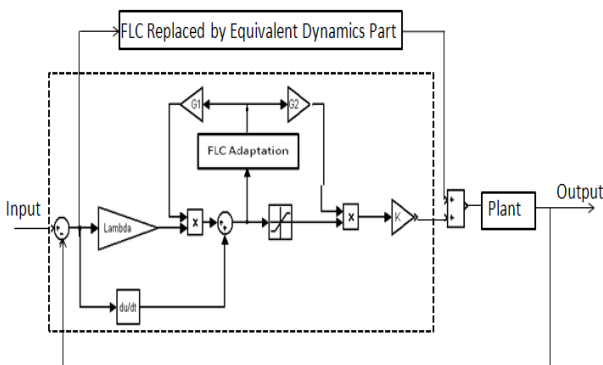 FLC Replaced by Equivalent Dynamics Part
G1
G2
FLC Adaptation
Input
Lambda
x
x
K
Plant
Output
du/dt